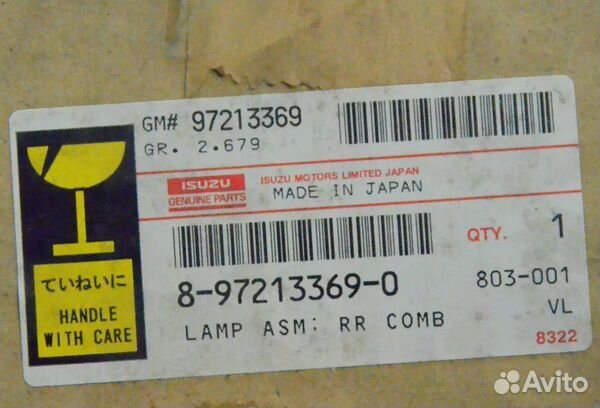 GM# 97213369
GR. 2.679
ISUZU
GENUINE PARTS
ISUZU MOTORS LIMITED JAPAN
MADE IN JAPAN
8-97213369-0
LAMP ASM: RR COMB
QTY. 1
803-001
VL
8322
ていねいに
HANDLE
WITH CARE
Avito